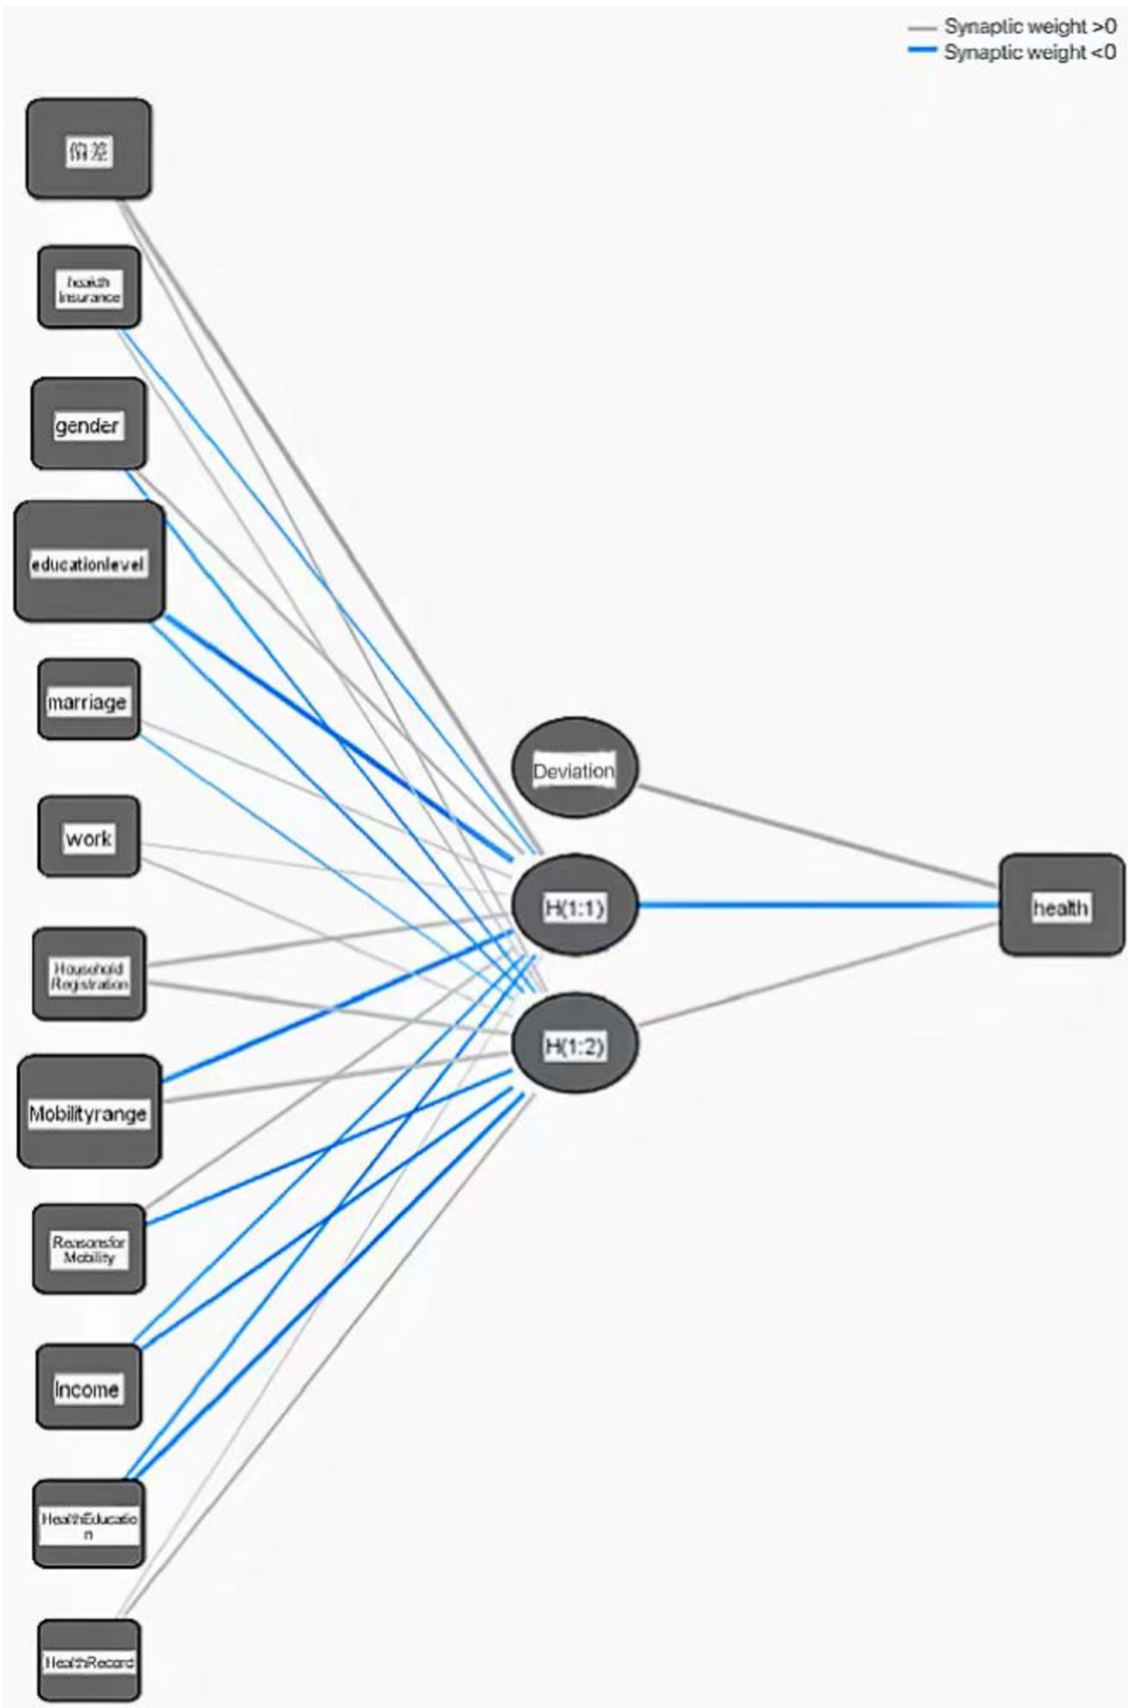 Synaptic weight >0
Synaptic weight <0
偏差
health
Insurance
gender
educationlevel
marriage
work
Household
Registration
Mobilityrange
Reasonsfor
Mobility
Income
HealthEducatio
n
HealthRecord
Deviation
H(1:1)
H(1:2)
health